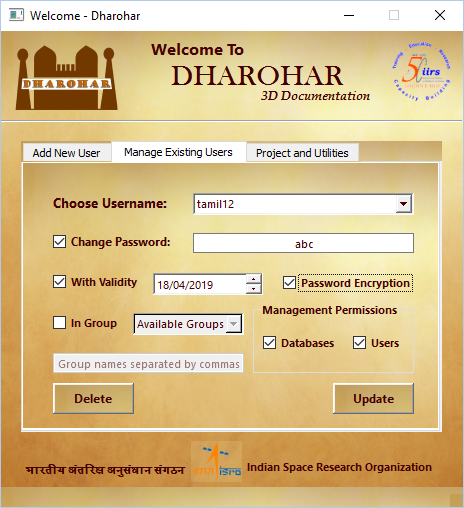 Welcome - Dharohar
Welcome To
DHAROHAR
DHAROHAR
3D Documentation
Training Education Research
50 iirs
Capacity Building
Add New User Manage Existing Users Project and Utilities
Choose Username: tamil12
Change Password: abc
With Validity 18/04/2019 Password Encryption
Management Permissions
In Group Available Groups
Databases Users
Group names separated by commas
Delete Update
भारतीय अंतरिक्ष अनुसंधान संगठन इसरो isro Indian Space Research Organization